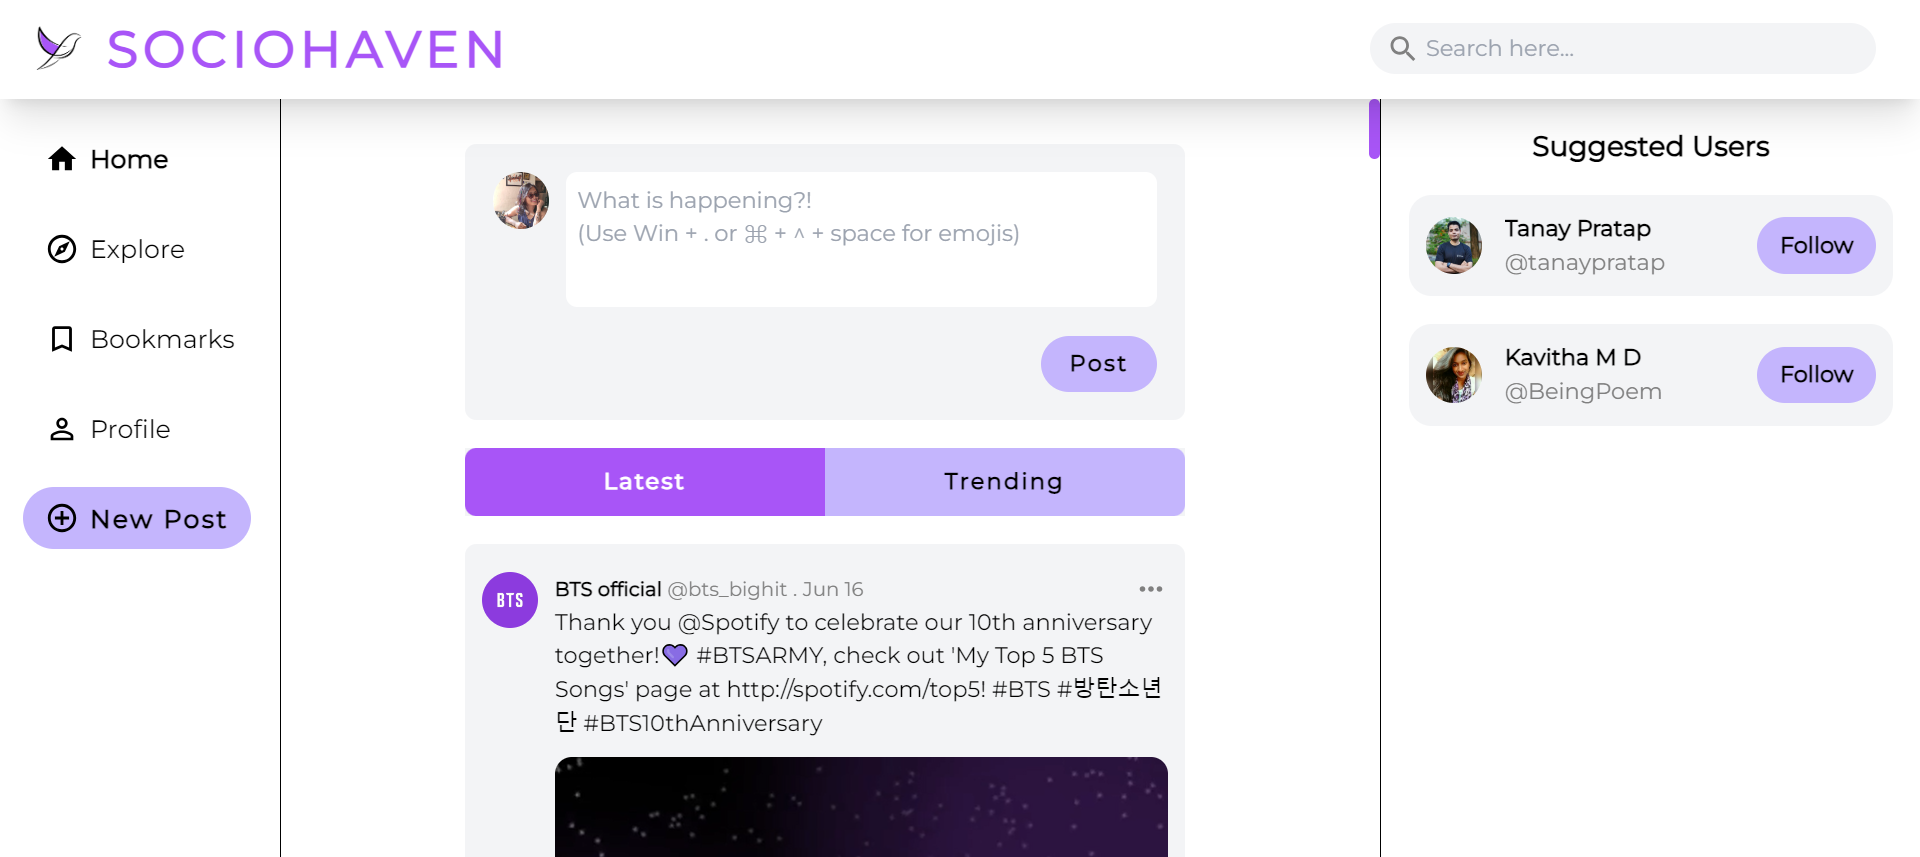 SOCIOHAVEN
Search here...
Home
Explore
Bookmarks
Profile
New Post
What is happening?!
(Use Win + . or ⌘ + ^ + space for emojis)
Post
Latest
Trending
BTS
BTS official @bts_bighit . Jun 16
Thank you @Spotify to celebrate our 10th anniversary
together!💜 #BTSARMY, check out 'My Top 5 BTS
Songs' page at http://spotify.com/top5! #BTS #방탄소년
단 #BTS10thAnniversary
Suggested Users
Tanay Pratap
@tanaypratap
Follow
Kavitha M D
@BeingPoem
Follow